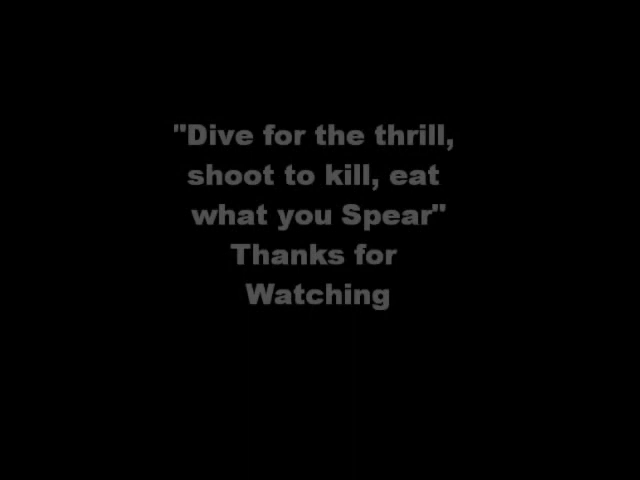 "Dive for the thrill,
shoot to kill, eat
what you Spear"
Thanks for
Watching